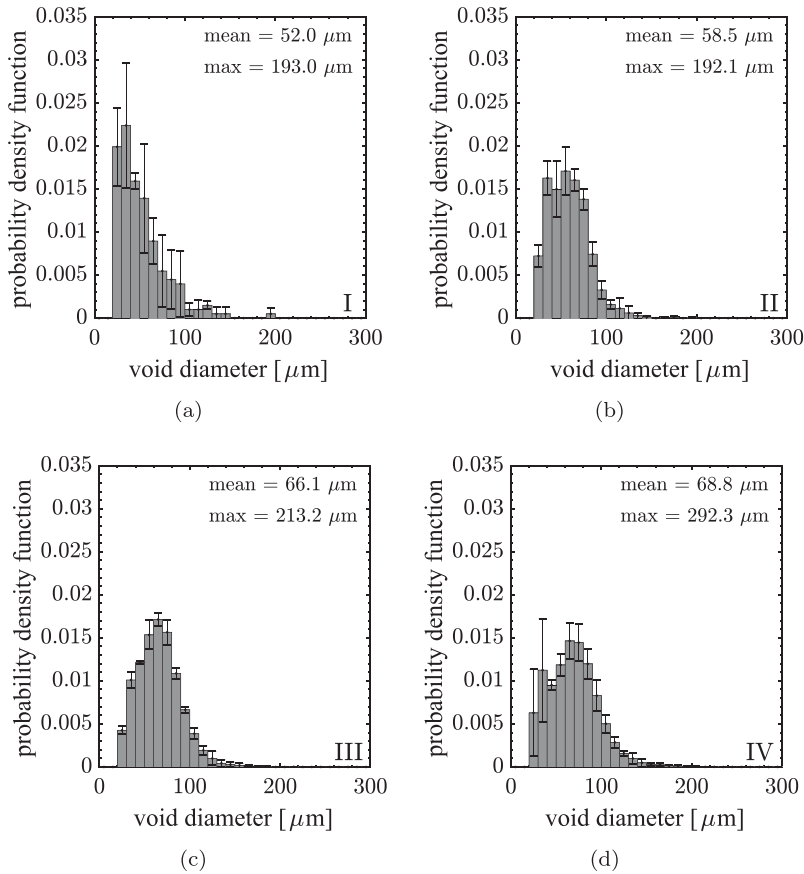 0.035
0.03
0.025
0.02
0.015
0.01
0.005
0
probability density function
mean = 52.0 μm
max = 193.0 μm
I
0 100 200 300
void diameter [μm]
(a)
0.035
0.03
0.025
0.02
0.015
0.01
0.005
0
probability density function
mean = 58.5 μm
max = 192.1 μm
II
0 100 200 300
void diameter [μm]
(b)
0.035
0.03
0.025
0.02
0.015
0.01
0.005
0
probability density function
mean = 66.1 μm
max = 213.2 μm
III
0 100 200 300
void diameter [μm]
(c)
0.035
0.03
0.025
0.02
0.015
0.01
0.005
0
probability density function
mean = 68.8 μm
max = 292.3 μm
IV
0 100 200 300
void diameter [μm]
(d)